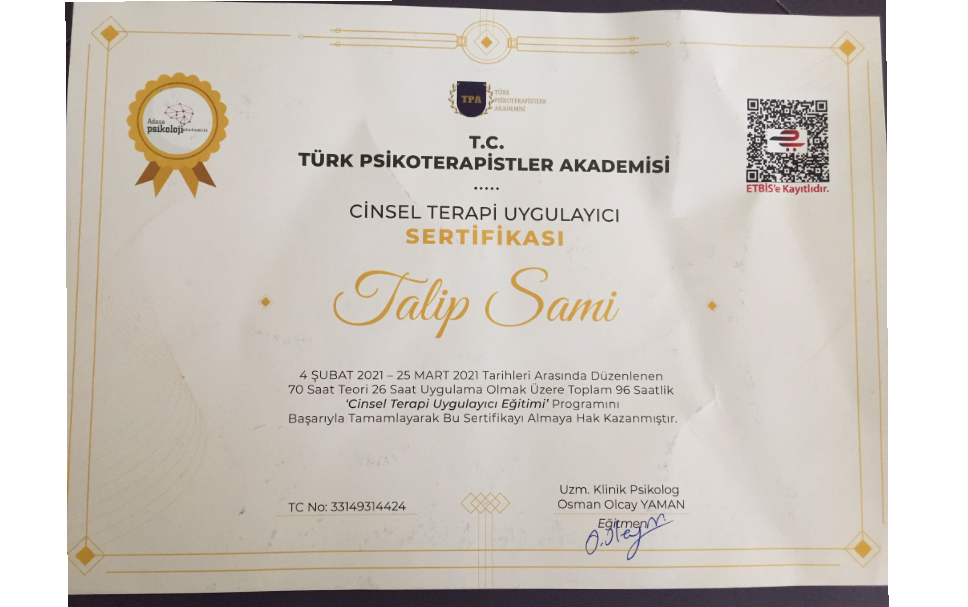 Adana
psikoloji
TPA
TÜRK
PSİKOTERAPİSTLER
AKADEMİSİ
T.C.
TÜRK PSİKOTERAPİSTLER AKADEMİSİ
.....
ETBİS'e Kayıtlıdır.
CİNSEL TERAPİ UYGULAYICI
SERTİFİKASI
Talip Sami
4 ŞUBAT 2021 – 25 MART 2021 Tarihleri Arasında Düzenlenen
70 Saat Teori 26 Saat Uygulama Olmak Üzere Toplam 96 Saatlik
'Cinsel Terapi Uygulayıcı Eğitimi' Programını
Başarıyla Tamamlayarak Bu Sertifikayı Almaya Hak Kazanmıştır.
TC No: 33149314424
Uzm. Klinik Psikolog
Osman Olcay YAMAN
Eğitmen